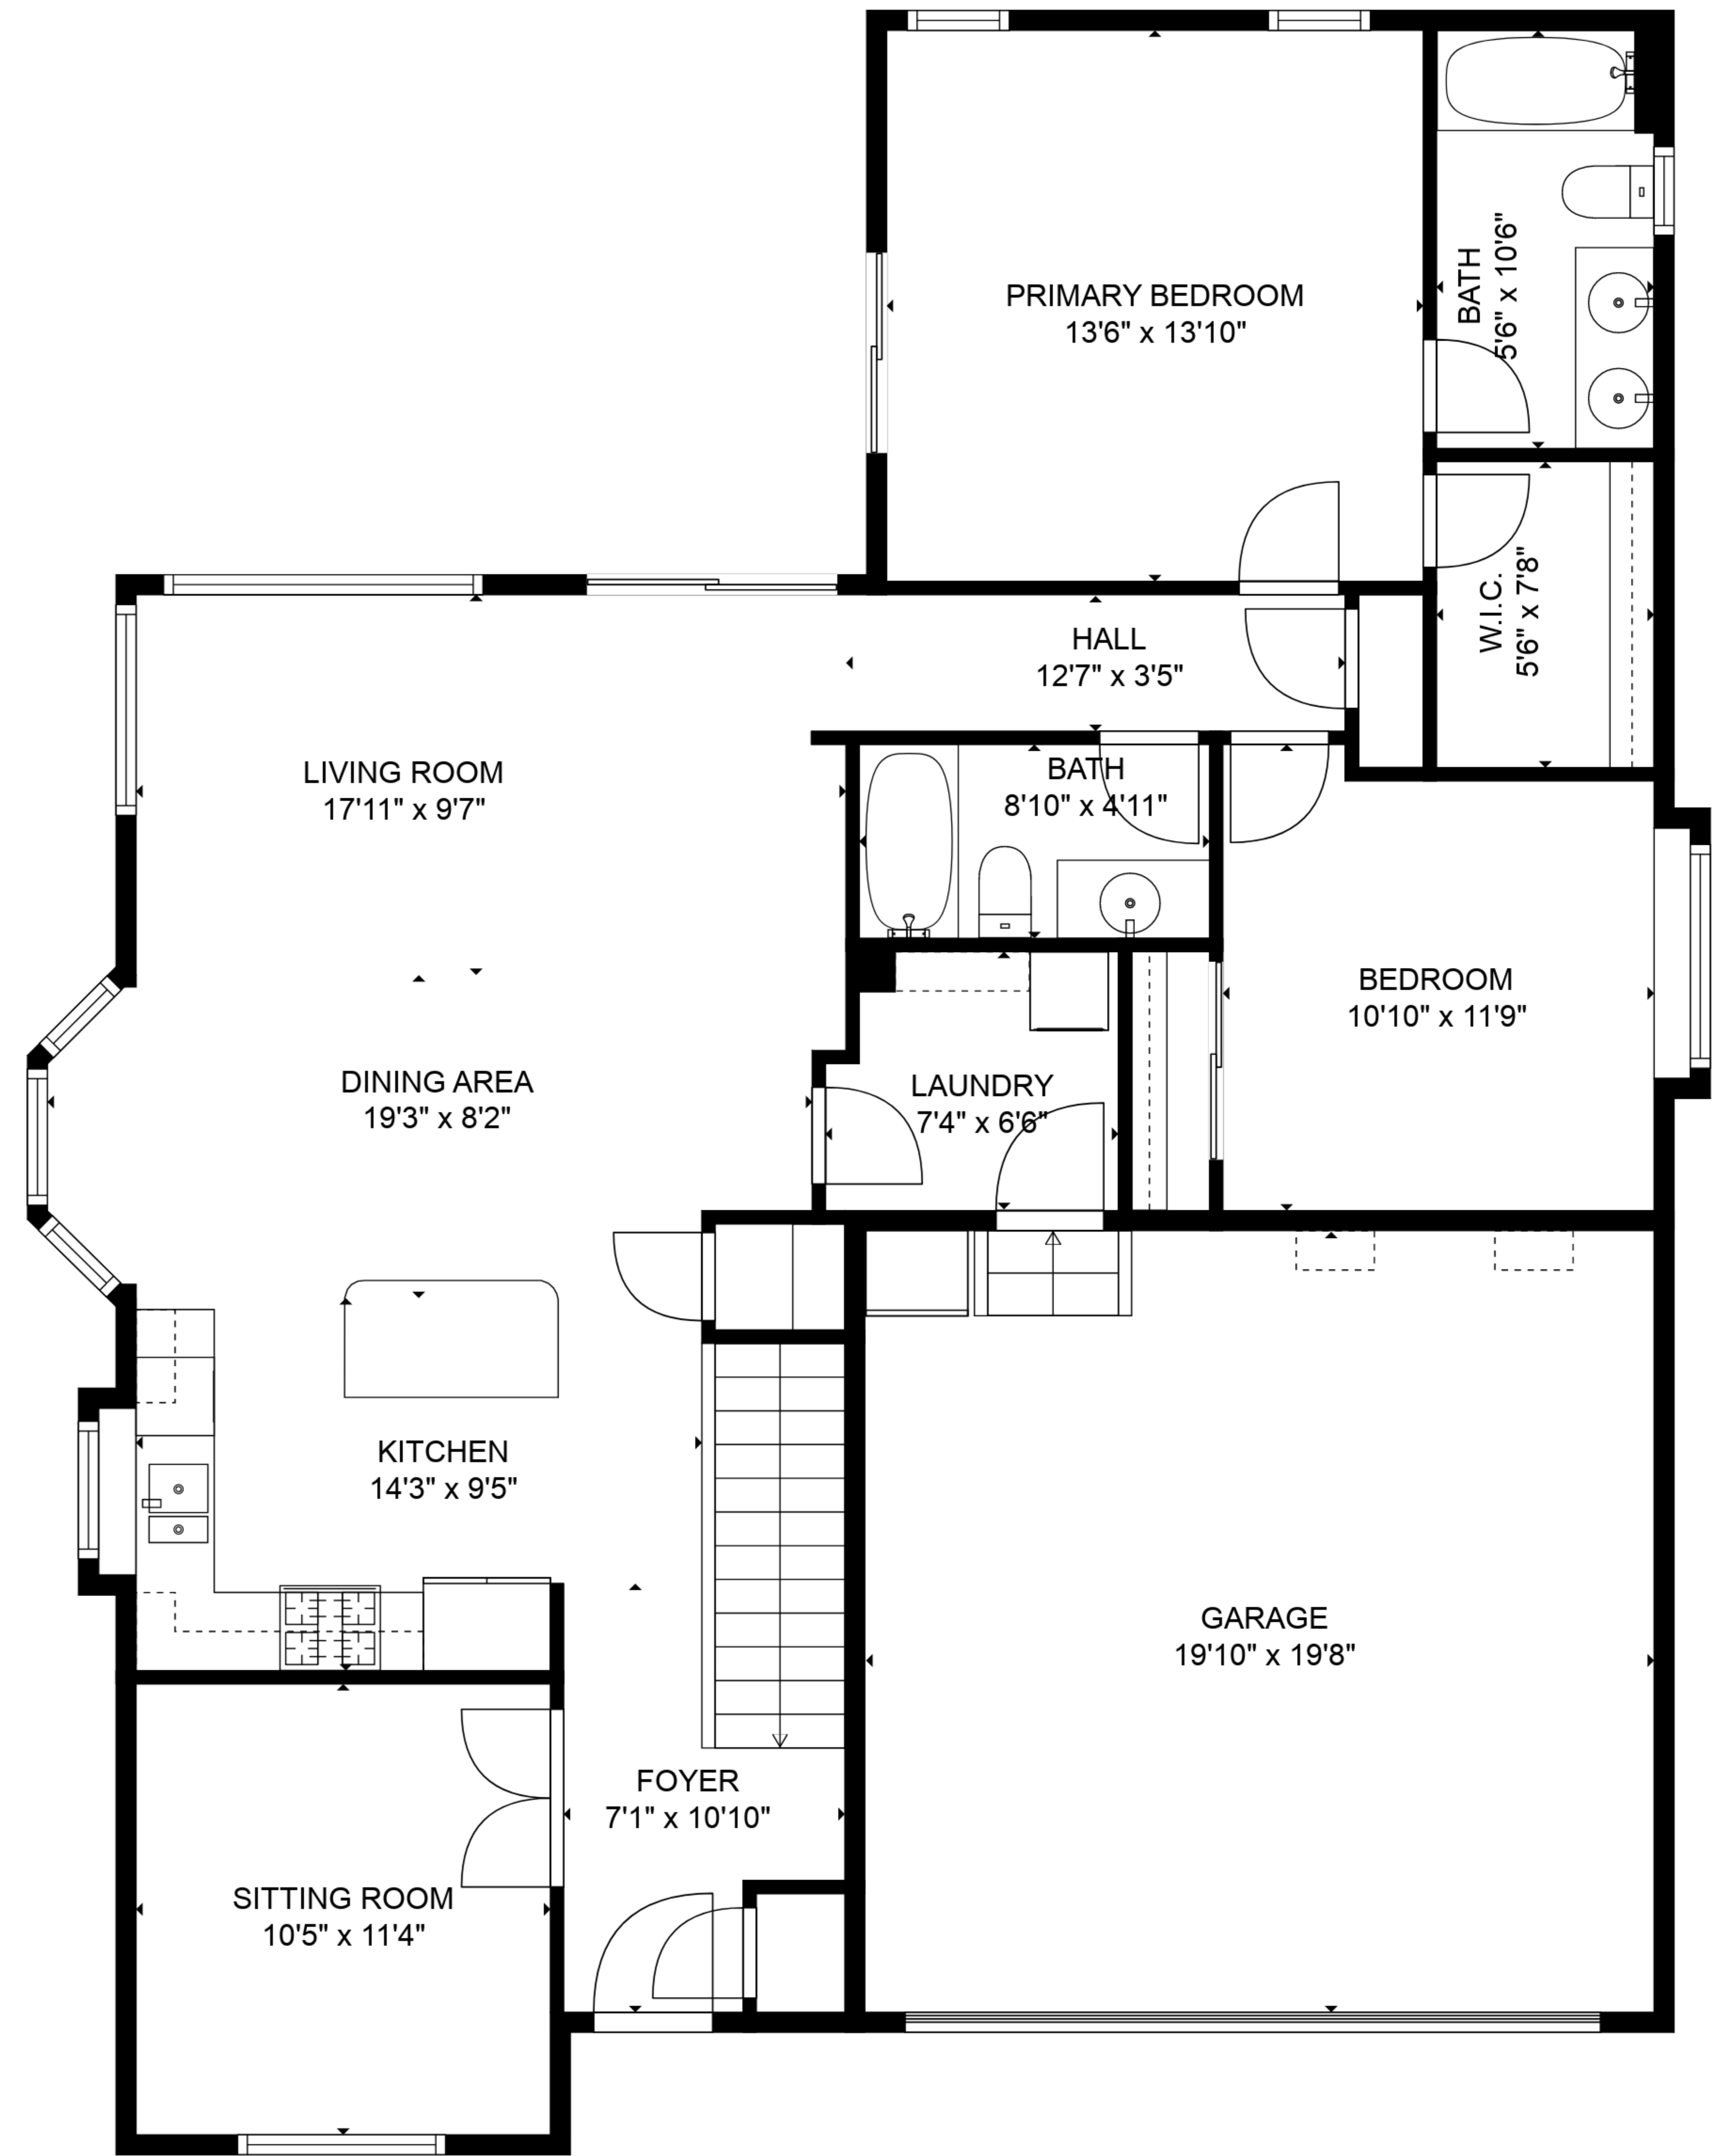 PRIMARY BEDROOM
13'6" x 13'10"
BATH
5'6" x 10'6"
W.I.C.
5'6" x 7'8"
HALL
12'7" x 3'5"
LIVING ROOM
17'11" x 9'7"
BATH
8'10" x 4'11"
BEDROOM
10'10" x 11'9"
DINING AREA
19'3" x 8'2"
LAUNDRY
7'4" x 6'6"
KITCHEN
14'3" x 9'5"
GARAGE
19'10" x 19'8"
FOYER
7'1" x 10'10"
SITTING ROOM
10'5" x 11'4"